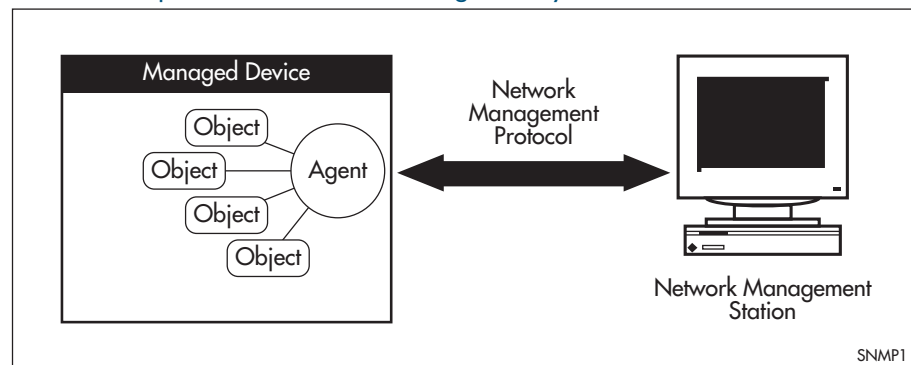 Managed Device
Object
Object
Object
Object
Agent
Network
Management
Protocol
Network Management
Station
SNMP1